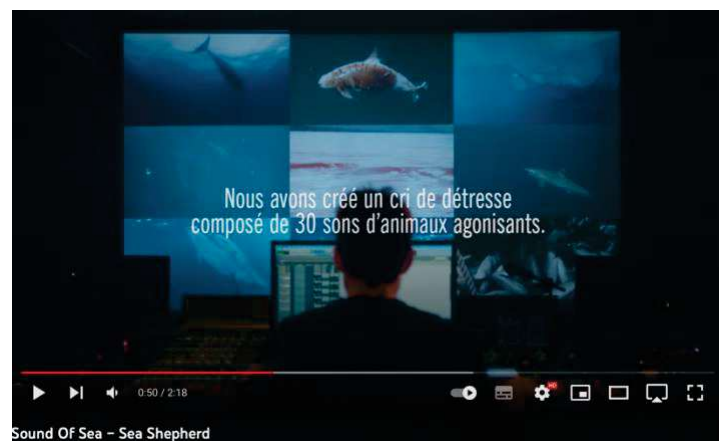 Nous avons créé un cri de détresse
composé de 30 sons d'animaux agonisants.
0:50 / 2:18
HD
Sound Of Sea – Sea Shepherd